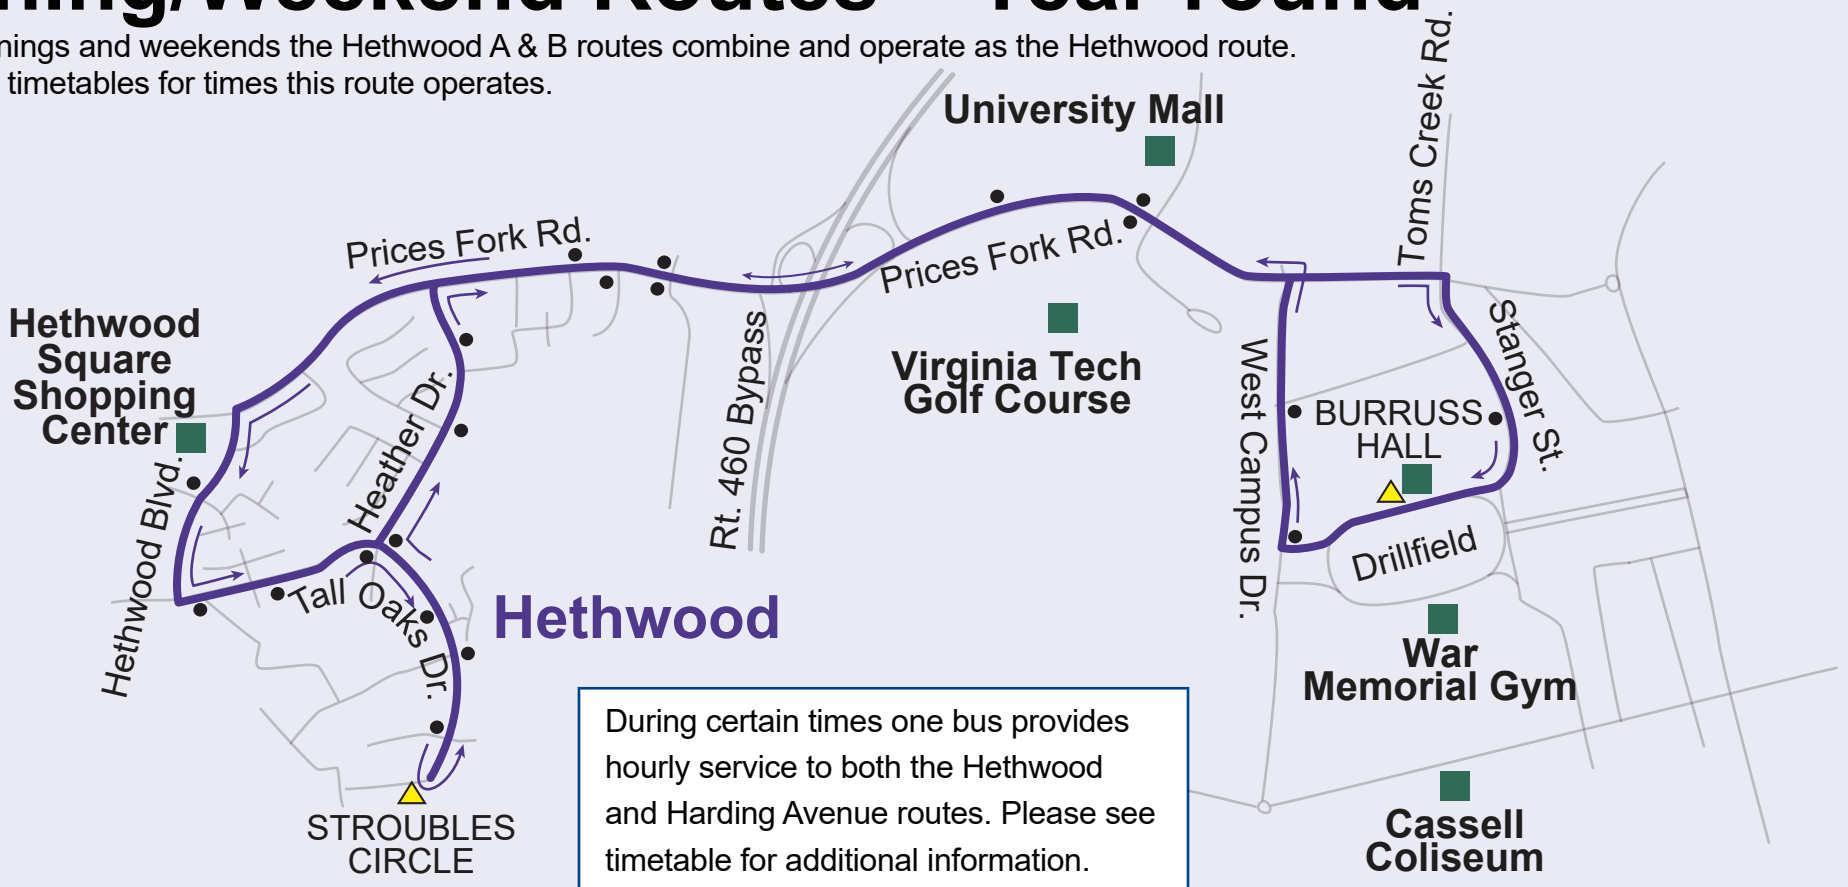 Routes
nings and weekends the Hethwood A & B routes combine and operate as the Hethwood route.
timetables for times this route operates.
University Mall
Toms Creek Rd.
Prices Fork Rd.
Prices Fork Rd.
Hethwood
Square
Shopping
Center
Virginia Tech
Golf Course
Rt. 460 Bypass
West Campus Dr.
Stanger St.
BURRUSS
HALL
Heather Dr.
Hethwood Blvd.
Drillfield
Tall Oaks Dr.
Hethwood
War
Memorial Gym
During certain times one bus provides
hourly service to both the Hethwood
and Harding Avenue routes. Please see
timetable for additional information.
STROUBLES
CIRCLE
Cassell
Coliseum